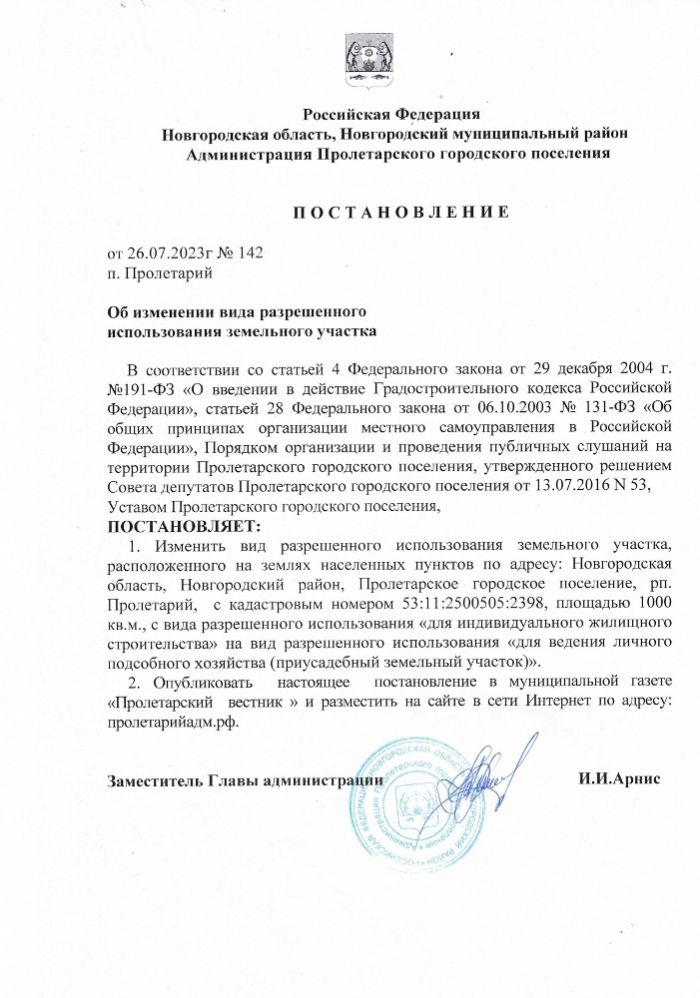 Российская Федерация
Новгородская область, Новгородский муниципальный район
Администрация Пролетарского городского поселения
П О С Т А Н О В Л Е Н И Е
от 26.07.2023г № 142
п. Пролетарий
Об изменении вида разрешенного
использования земельного участка
В соответствии со статьей 4 Федерального закона от 29 декабря 2004 г.
№191-ФЗ «О введении в действие Градостроительного кодекса Российской
Федерации», статьей 28 Федерального закона от 06.10.2003 № 131-ФЗ «Об
общих принципах организации местного самоуправления в Российской
Федерации», Порядком организации и проведения публичных слушаний на
территории Пролетарского городского поселения, утвержденного решением
Совета депутатов Пролетарского городского поселения от 13.07.2016 N 53,
Уставом Пролетарского городского поселения,
ПОСТАНОВЛЯЕТ:
1. Изменить вид разрешенного использования земельного участка,
расположенного на землях населенных пунктов по адресу: Новгородская
область, Новгородский район, Пролетарское городское поселение, рп.
Пролетарий, с кадастровым номером 53:11:2500505:2398, площадью 1000
кв.м., с вида разрешенного использования «для индивидуального жилищного
строительства» на вид разрешенного использования «для ведения личного
подсобного хозяйства (приусадебный земельный участок)».
2. Опубликовать настоящее постановление в муниципальной газете
«Пролетарский вестник » и разместить на сайте в сети Интернет по адресу:
пролетарийадм.рф.
Заместитель Главы администрации И.И.Арнис